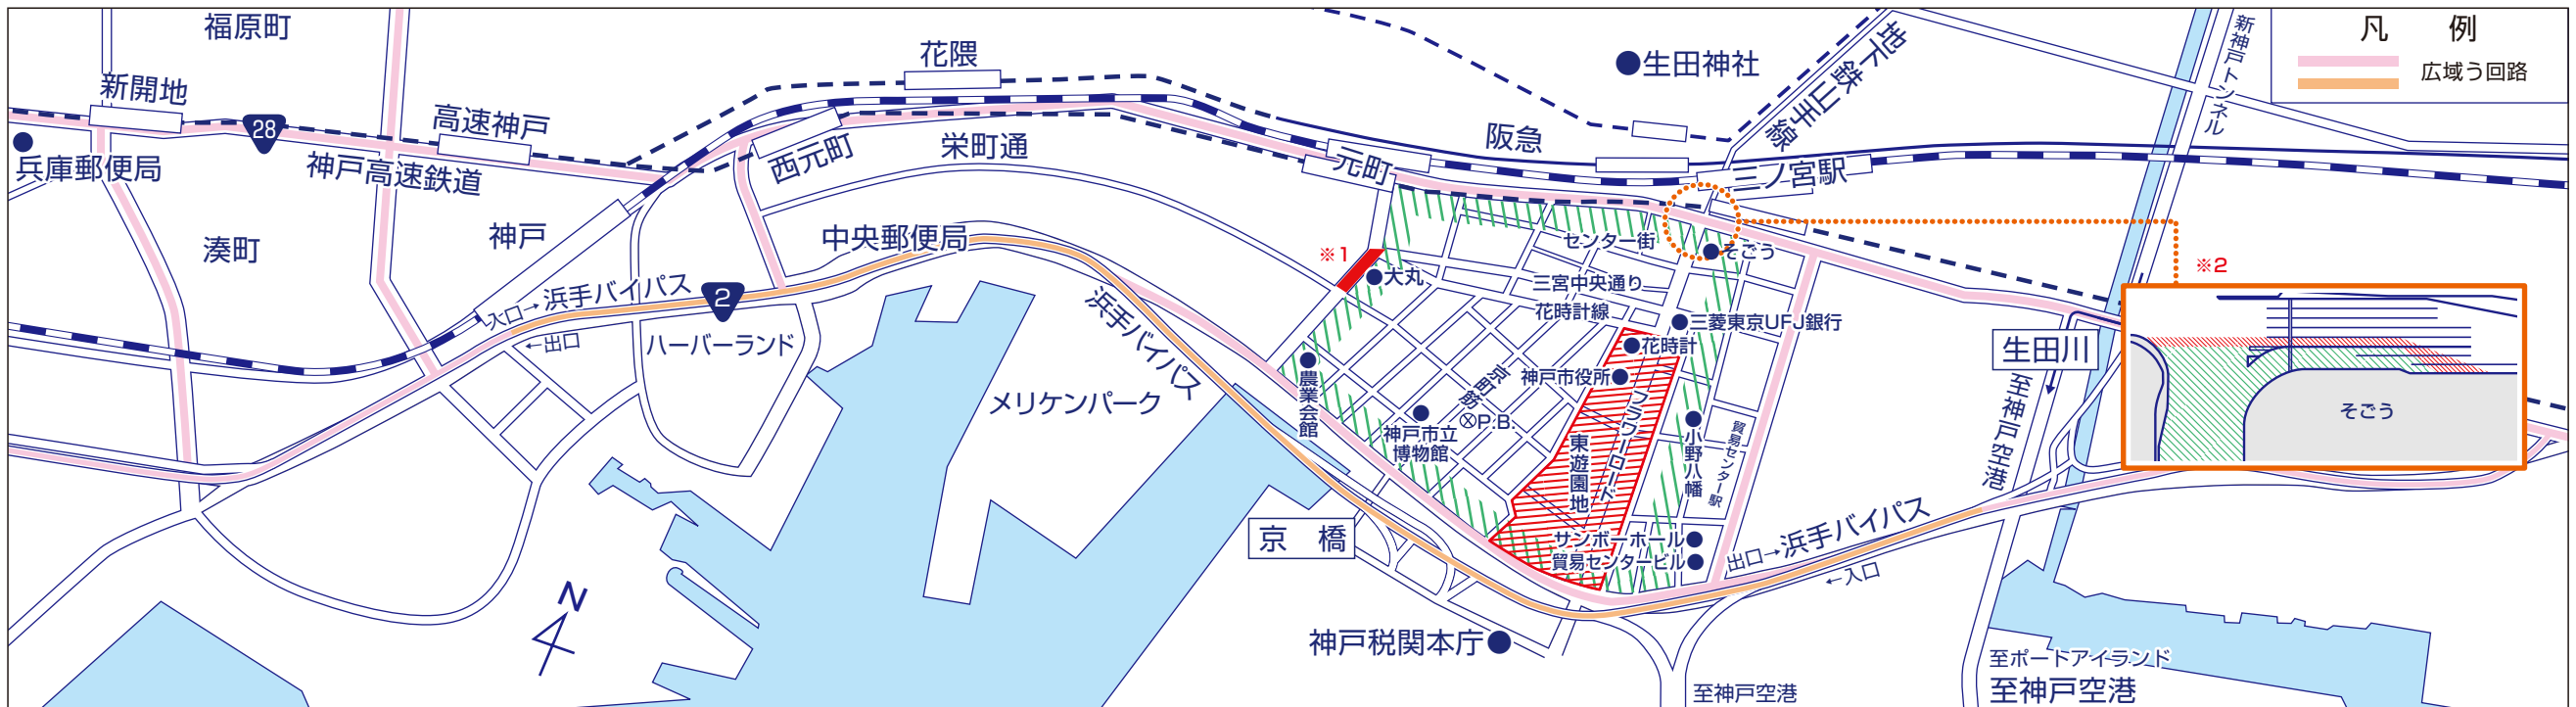 福原町
新開地
28
高速神戸
神戸高速鉄道
兵庫郵便局
湊町
神戸
花隈
西元町
栄町通
中央郵便局
入口→浜手バイパス
2
←出口
ハーバーランド
メリケンパーク
浜手バイパス
生田神社
地下鉄山手線
阪急
元町
三ノ宮駅
新神戸トンネル
凡 例
広域う回路
※1
大丸
センター街
そごう
三宮中央通り
花時計線
三菱東京UFJ銀行
花時計
神戸市役所
京町筋
P.B.
フラワーロード
農業会館
神戸市立
博物館
東遊園地
小野八幡
貿易センター駅
サンボーホール
貿易センタービル
京 橋
神戸税関本庁
出口→浜手バイパス
←入口
※2
生田川
至神戸空港
そごう
至ポートアイランド
至神戸空港
至神戸空港
N